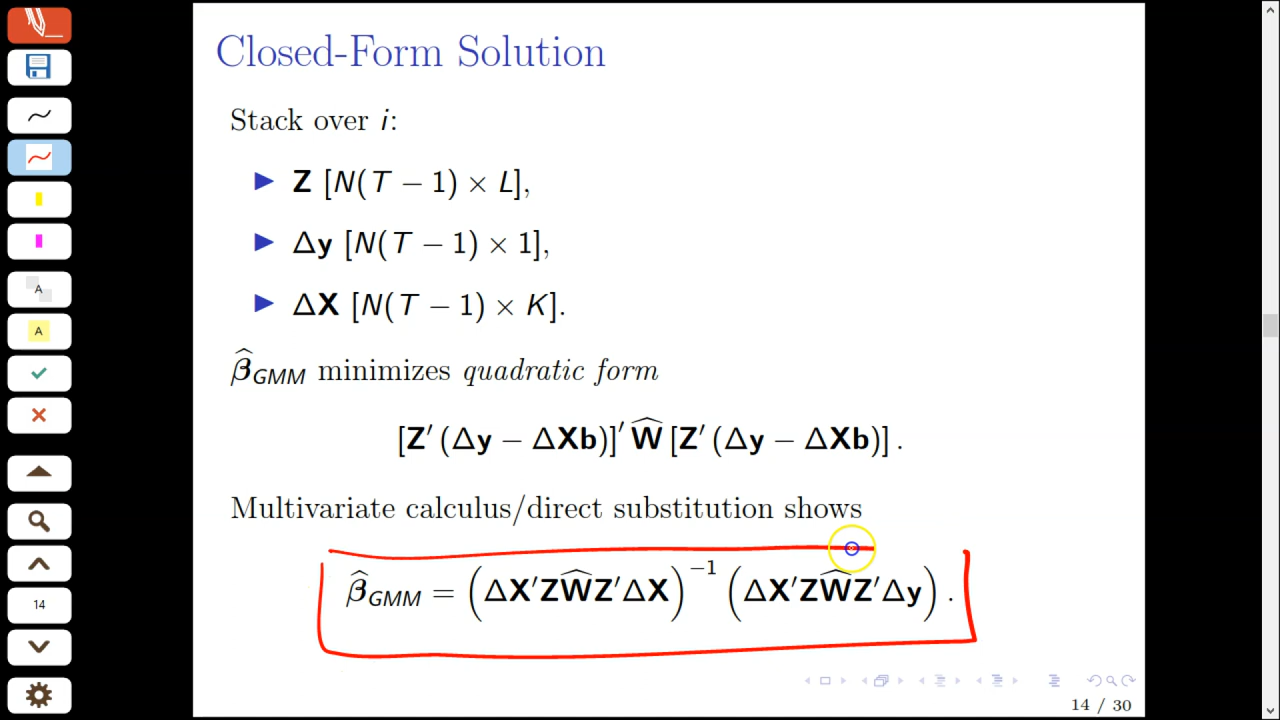 Closed-Form Solution
Stack over i:
▶ Z [N(T − 1) × L],
▶ Δy [N(T − 1) × 1],
▶ ΔX [N(T − 1) × K].
β̂_GMM minimizes quadratic form
[Z′ (Δy − ΔXb)]′ Ŵ [Z′ (Δy − ΔXb)] .
Multivariate calculus/direct substitution shows
β̂_GMM = (ΔX′ZŴZ′ΔX)⁻¹ (ΔX′ZŴZ′Δy) .
14 / 30
A
A
14